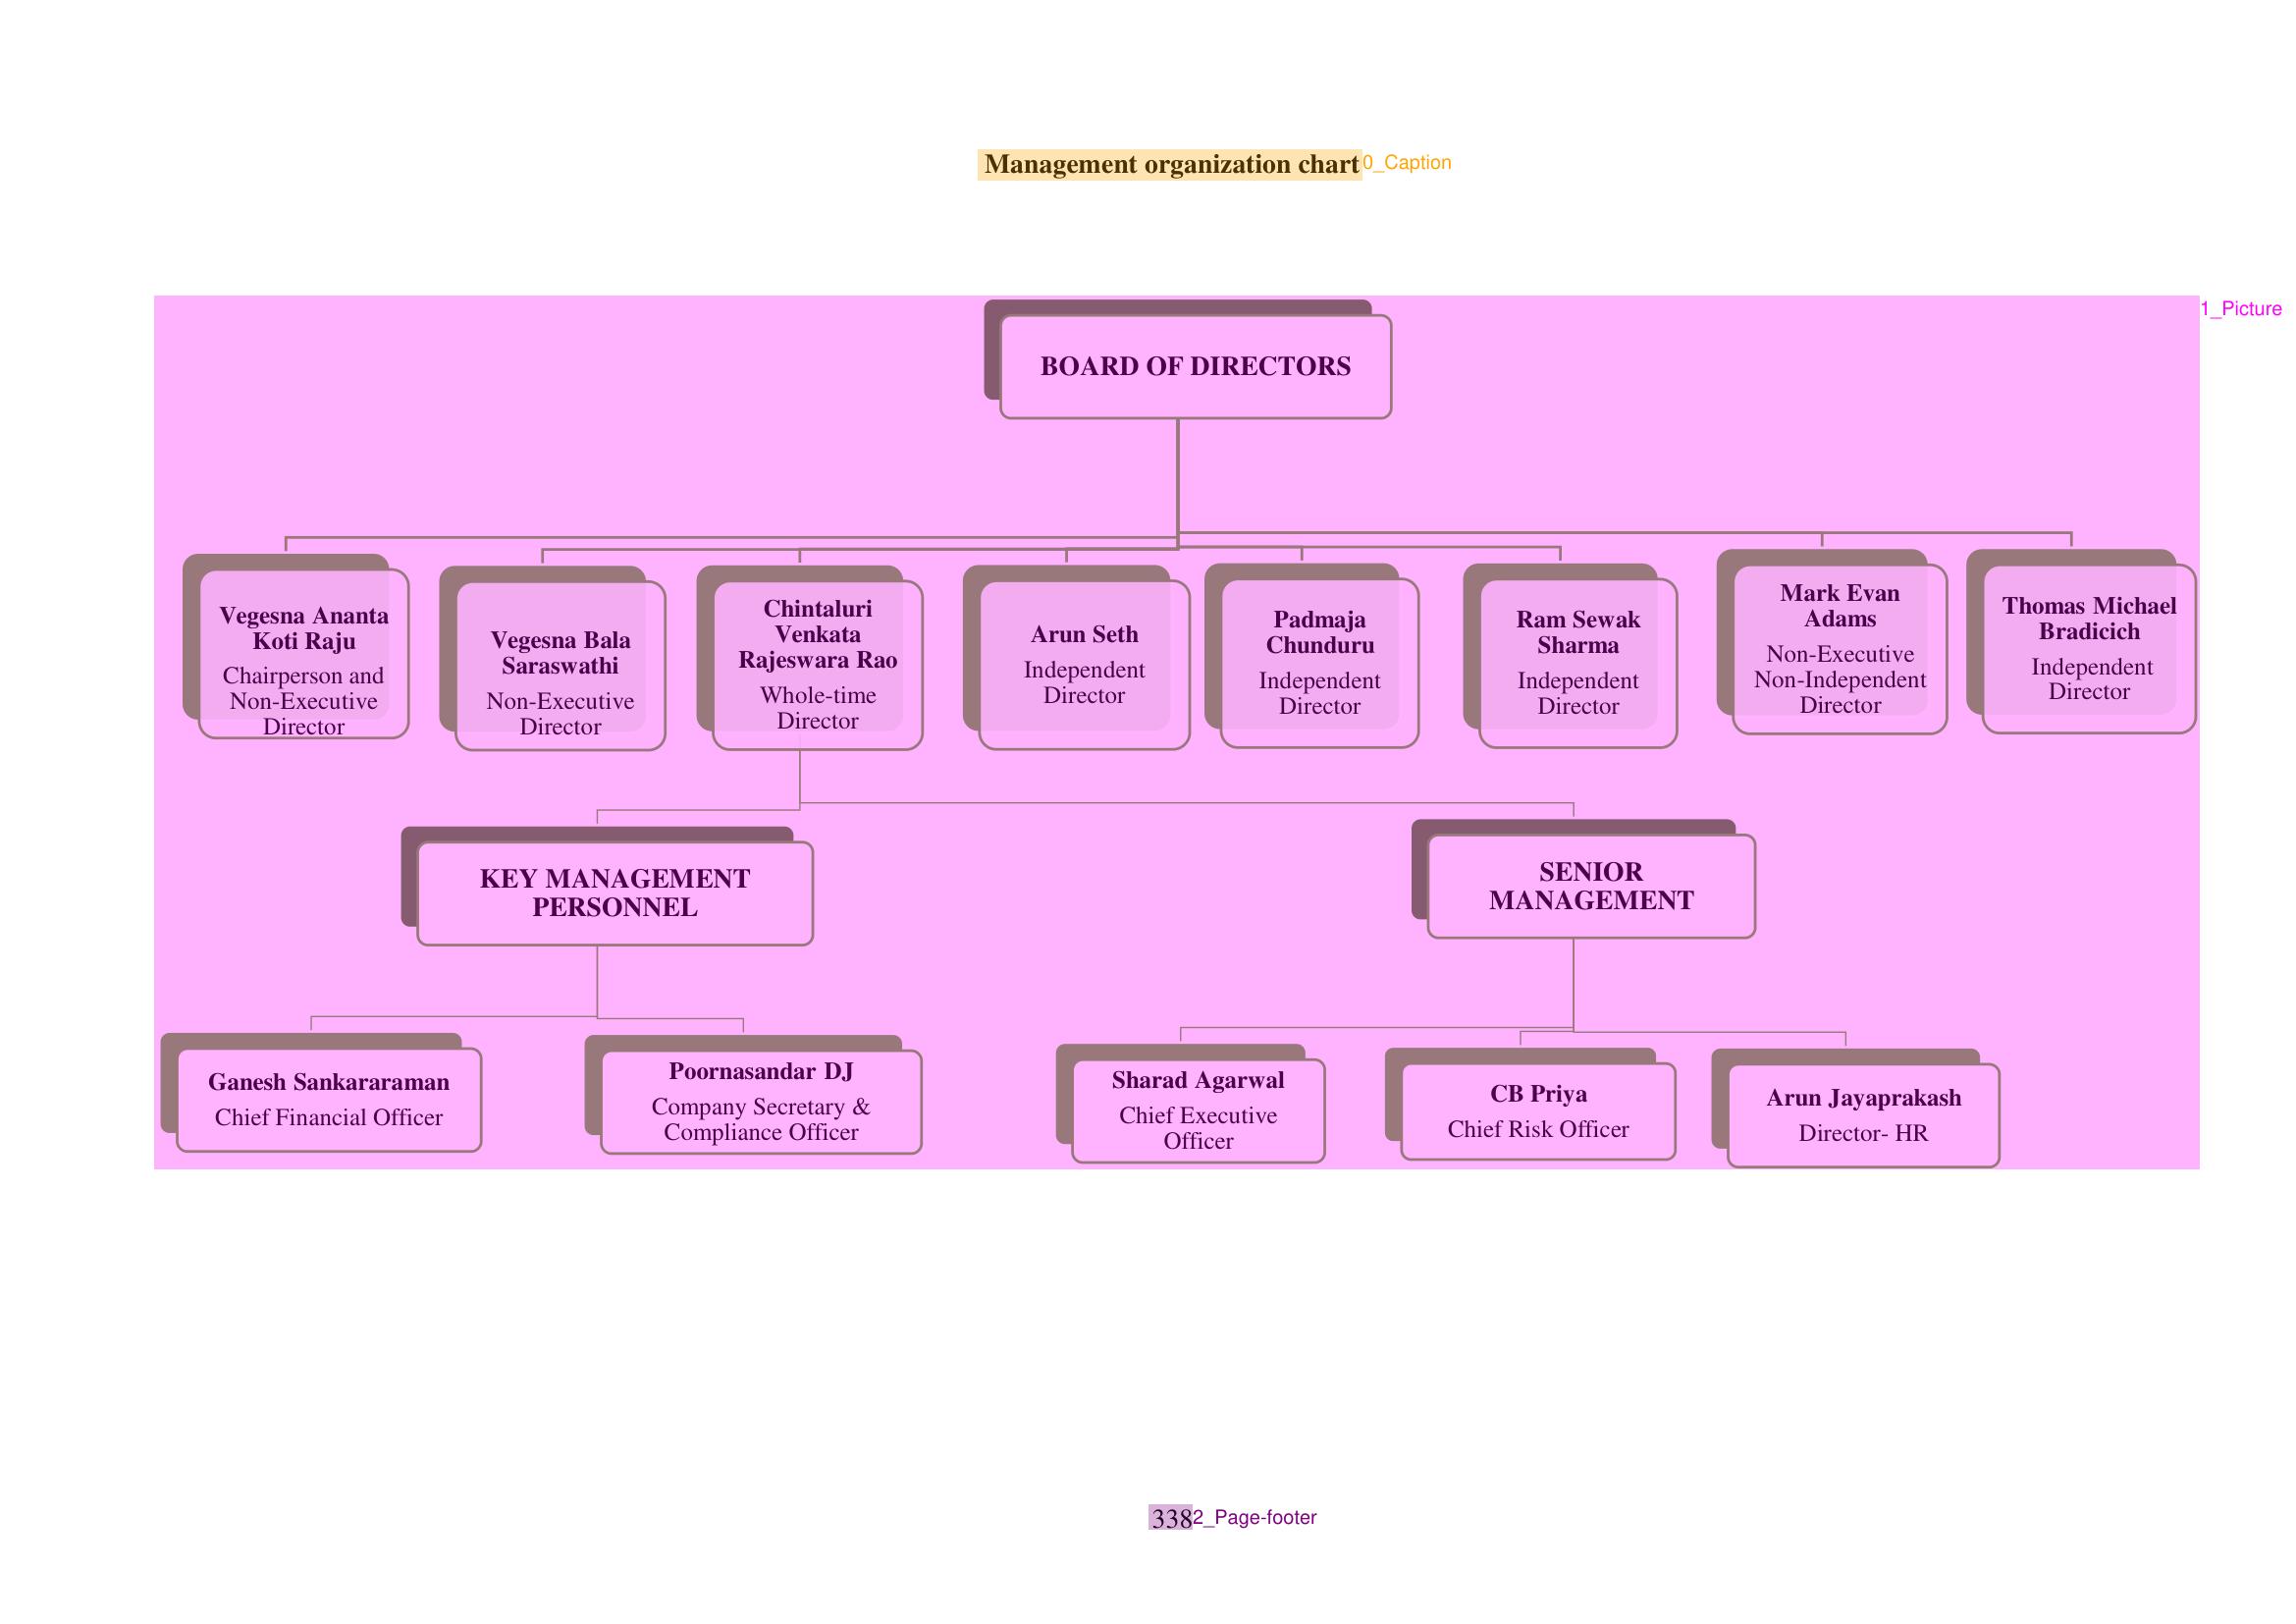 Management organization chart
0_Caption
1_Picture
BOARD OF DIRECTORS
Vegesna Ananta
Koti Raju
Chairperson and
Non-Executive
Director
Vegesna Bala
Saraswathi
Non-Executive
Director
Chintaluri
Venkata
Rajeswara Rao
Whole-time
Director
Arun Seth
Independent
Director
Padmaja
Chunduru
Independent
Director
Ram Sewak
Sharma
Independent
Director
Mark Evan
Adams
Non-Executive
Non-Independent
Director
Thomas Michael
Bradicich
Independent
Director
KEY MANAGEMENT
PERSONNEL
SENIOR
MANAGEMENT
Ganesh Sankararaman
Chief Financial Officer
Poornasandar DJ
Company Secretary &
Compliance Officer
Sharad Agarwal
Chief Executive
Officer
CB Priya
Chief Risk Officer
Arun Jayaprakash
Director- HR
338
2_Page-footer